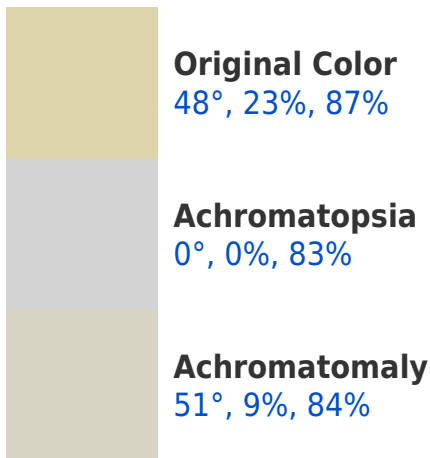 Original Color
48°, 23%, 87%
Achromatopsia
0°, 0%, 83%
Achromatomaly
51°, 9%, 84%